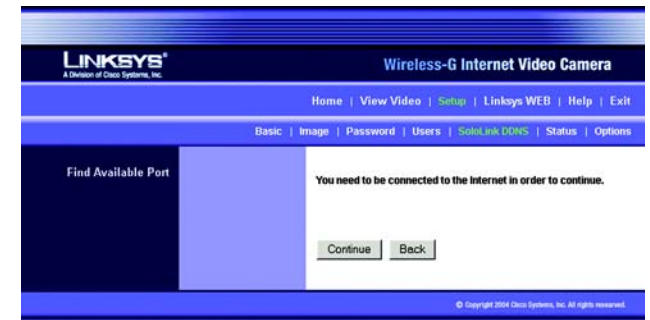 LINKSYS®
A Division of Cisco Systems, Inc.
Wireless-G Internet Video Camera
Home | View Video | Setup | Linksys WEB | Help | Exit
Basic | Image | Password | Users | SoloLink DDNS | Status | Options
Find Available Port
You need to be connected to the Internet in order to continue.
Continue Back
© Copyright 2004 Cisco Systems, Inc. All rights reserved.